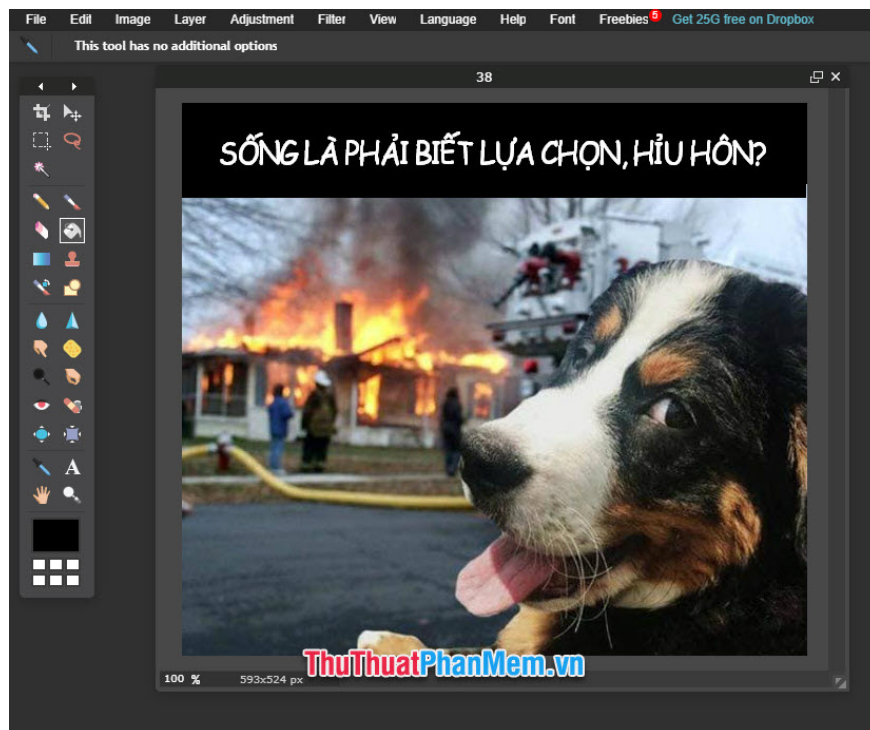 File Edit Image Layer Adjustment Filter View Language Help Font Freebies 5 Get 25G free on Dropbox
This tool has no additional options
38
SỐNG LÀ PHẢI BIẾT LỰA CHỌN, HỈU HÔN?
A
ThuThuatPhanMem.vn
100 % 593x524 px